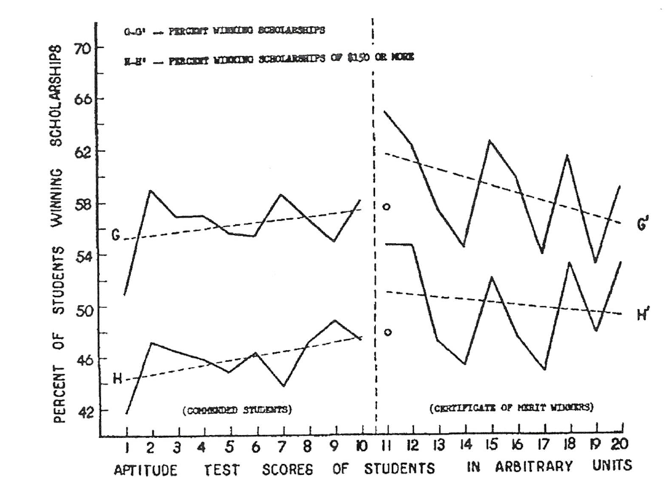 G-G' — PERCENT WINNING SCHOLARSHIPS
H-H' — PERCENT WINNING SCHOLARSHIPS OF $150 OR MORE
PERCENT OF STUDENTS WINNING SCHOLARSHIPS
70
66
62
58
54
50
46
42
G
G'
H
H'
(COMMENDED STUDENTS)
(CERTIFICATE OF MERIT WINNERS)
1 2 3 4 5 6 7 8 9 10 11 12 13 14 15 16 17 18 19 20
APTITUDE TEST SCORES OF STUDENTS IN ARBITRARY UNITS